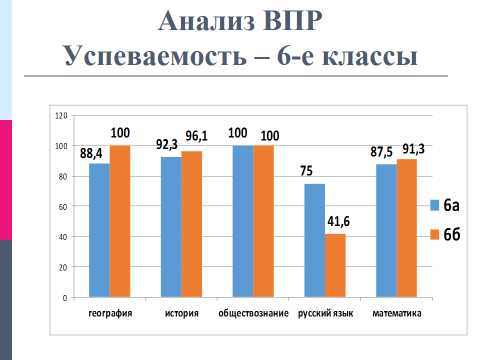 Анализ ВПР
Успеваемость – 6-е классы
120
100
80
60
40
20
0
88,4
100
92,3
96,1
100
100
75
41,6
87,5
91,3
география
история
обществознание
русский язык
математика
6а
6б